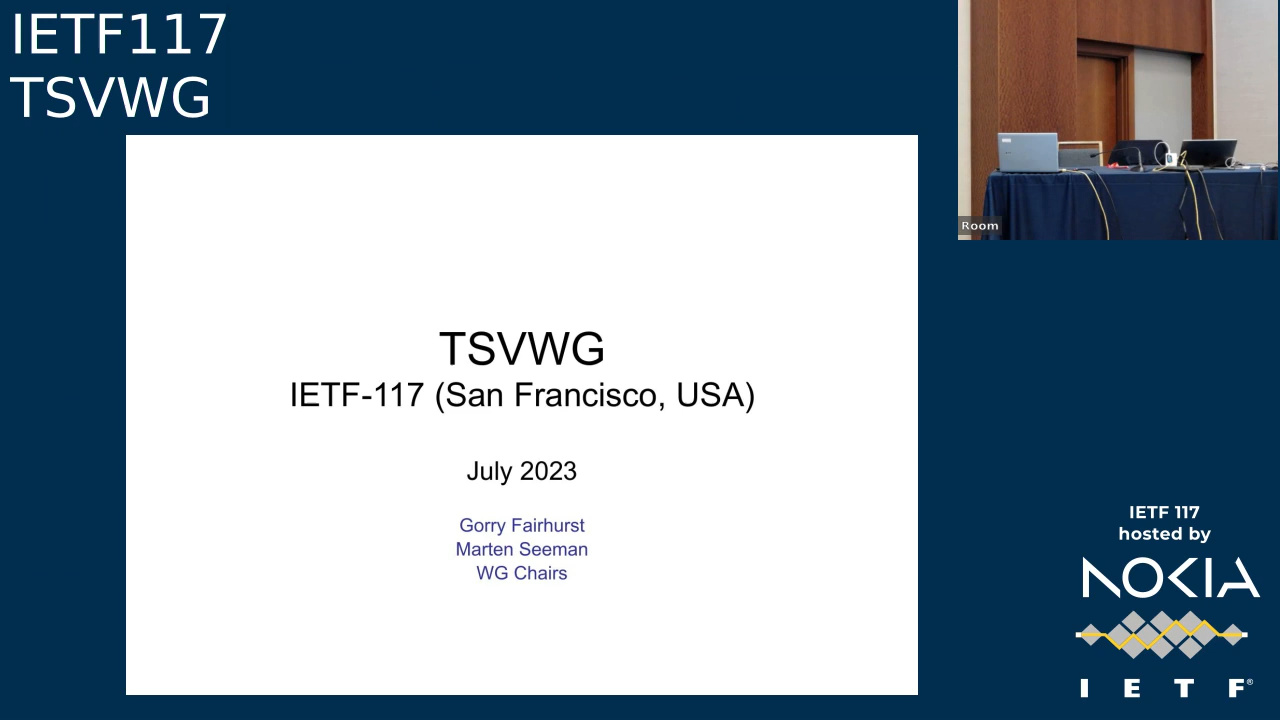 IETF117
TSVWG
Room
TSVWG
IETF-117 (San Francisco, USA)
July 2023
Gorry Fairhurst
Marten Seeman
WG Chairs
IETF 117
hosted by
NOKIA
I E T F®